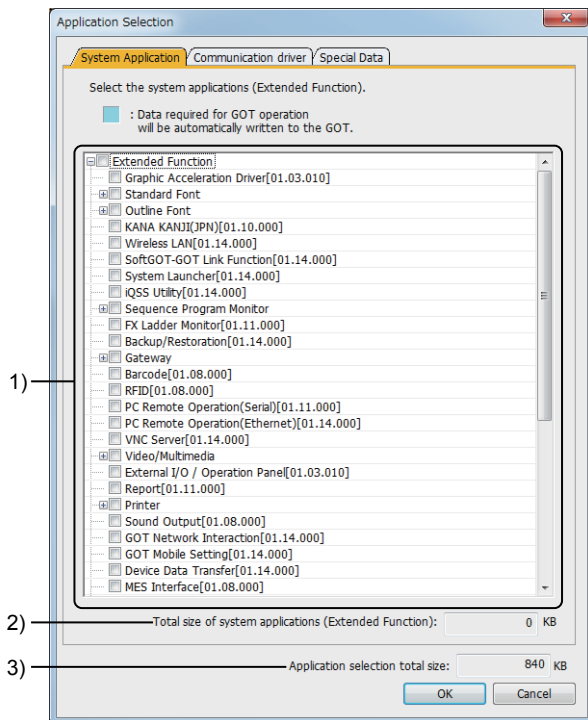 Application Selection
System Application
Communication driver
Special Data
Select the system applications (Extended Function).
: Data required for GOT operation
will be automatically written to the GOT.
1)
Extended Function
Graphic Acceleration Driver[01.03.010]
Standard Font
Outline Font
KANA KANJI(JPN)[01.10.000]
Wireless LAN[01.14.000]
SoftGOT-GOT Link Function[01.14.000]
System Launcher[01.14.000]
iQSS Utility[01.14.000]
Sequence Program Monitor
FX Ladder Monitor[01.11.000]
Backup/Restoration[01.14.000]
Gateway
Barcode[01.08.000]
RFID[01.08.000]
PC Remote Operation(Serial)[01.11.000]
PC Remote Operation(Ethernet)[01.14.000]
VNC Server[01.14.000]
Video/Multimedia
External I/O / Operation Panel[01.03.010]
Report[01.11.000]
Printer
Sound Output[01.08.000]
GOT Network Interaction[01.14.000]
GOT Mobile Setting[01.14.000]
Device Data Transfer[01.14.000]
MES Interface[01.08.000]
2)
Total size of system applications (Extended Function): 0 KB
3)
Application selection total size: 840 KB
OK
Cancel